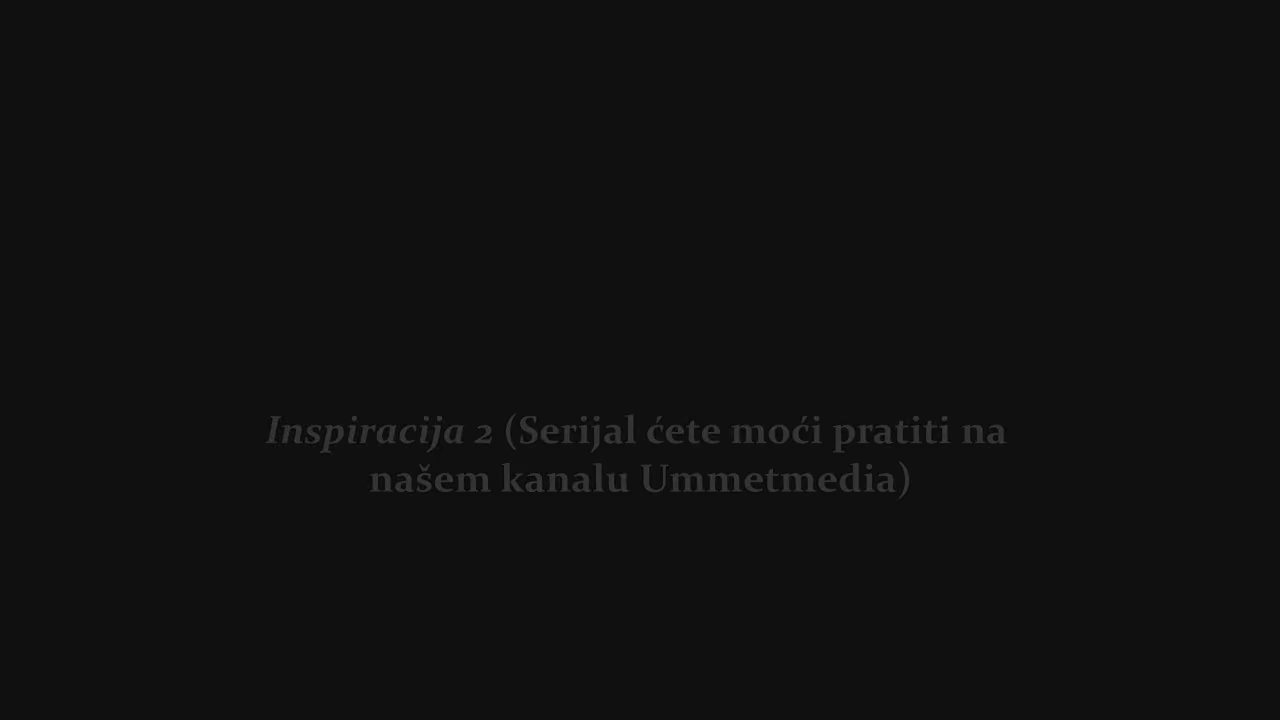 Inspiracija 2 (Serijal ćete moći pratiti na
našem kanalu Ummetmedia)